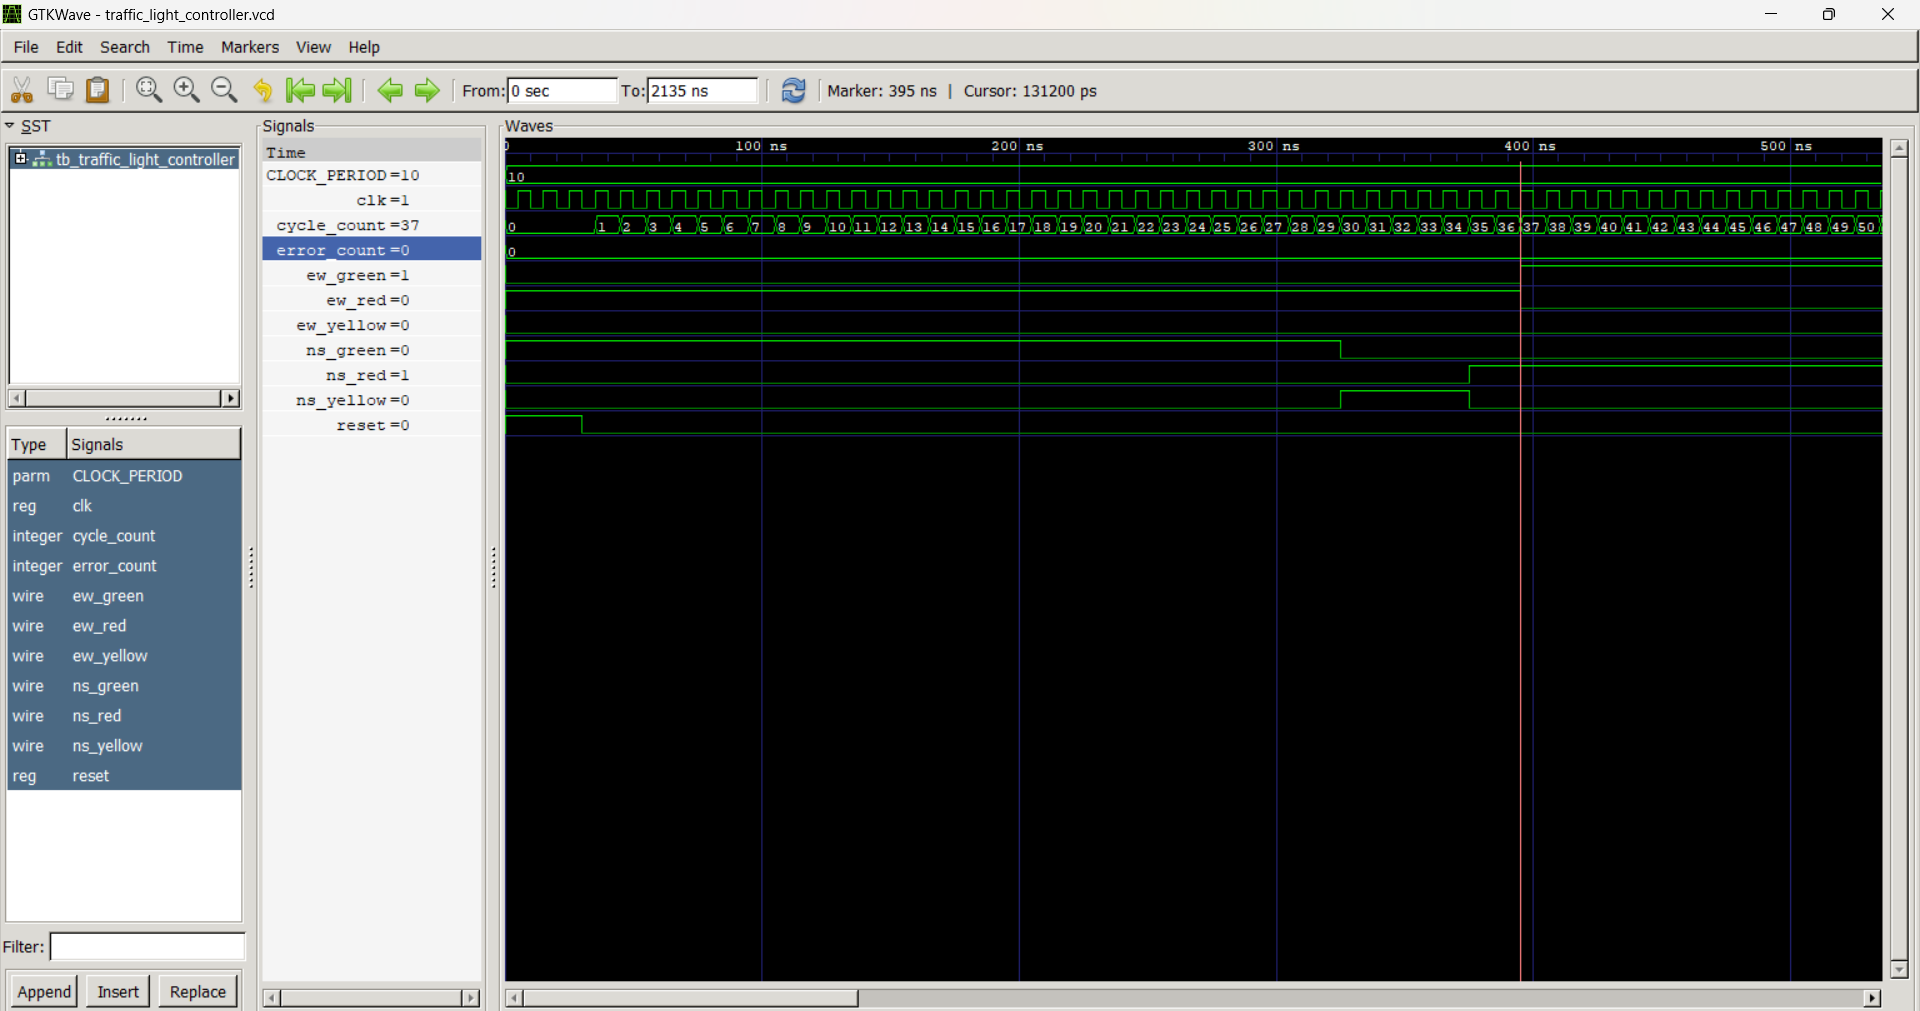 GTKWave - traffic_light_controller.vcd
File Edit Search Time Markers View Help
From: 0 sec To: 2135 ns Marker: 395 ns | Cursor: 131200 ps
SST
tb_traffic_light_controller
Type Signals
parm CLOCK_PERIOD
reg clk
integer cycle_count
integer error_count
wire ew_green
wire ew_red
wire ew_yellow
wire ns_green
wire ns_red
wire ns_yellow
reg reset
Filter:
Append Insert Replace
Signals
Time
CLOCK_PERIOD=10
clk=1
cycle_count=37
error_count=0
ew_green=1
ew_red=0
ew_yellow=0
ns_green=0
ns_red=1
ns_yellow=0
reset=0
Waves
0 100 ns 200 ns 300 ns 400 ns 500 ns
10
0 1 2 3 4 5 6 7 8 9 10 11 12 13 14 15 16 17 18 19 20 21 22 23 24 25 26 27 28 29 30 31 32 33 34 35 36 37 38 39 40 41 42 43 44 45 46 47 48 49 50
0